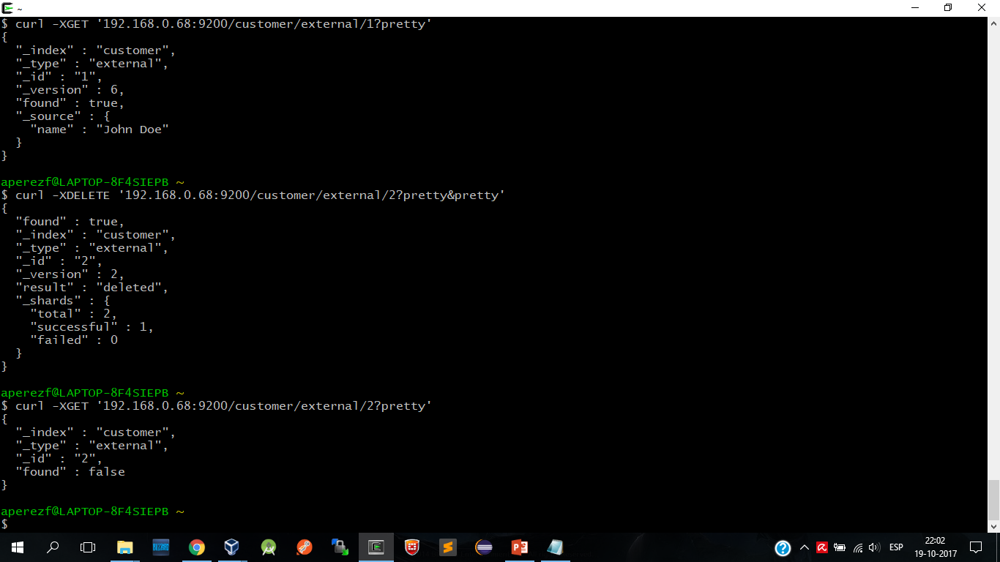 ~
$ curl -XGET '192.168.0.68:9200/customer/external/1?pretty'
{
  "_index" : "customer",
  "_type" : "external",
  "_id" : "1",
  "_version" : 6,
  "found" : true,
  "_source" : {
    "name" : "John Doe"
  }
}
aperezf@LAPTOP-8F4SIEPB ~
$ curl -XDELETE '192.168.0.68:9200/customer/external/2?pretty&pretty'
{
  "found" : true,
  "_index" : "customer",
  "_type" : "external",
  "_id" : "2",
  "_version" : 2,
  "result" : "deleted",
  "_shards" : {
    "total" : 2,
    "successful" : 1,
    "failed" : 0
  }
}
aperezf@LAPTOP-8F4SIEPB ~
$ curl -XGET '192.168.0.68:9200/customer/external/2?pretty'
{
  "_index" : "customer",
  "_type" : "external",
  "_id" : "2",
  "found" : false
}
aperezf@LAPTOP-8F4SIEPB ~
$
ESP
22:02
19-10-2017